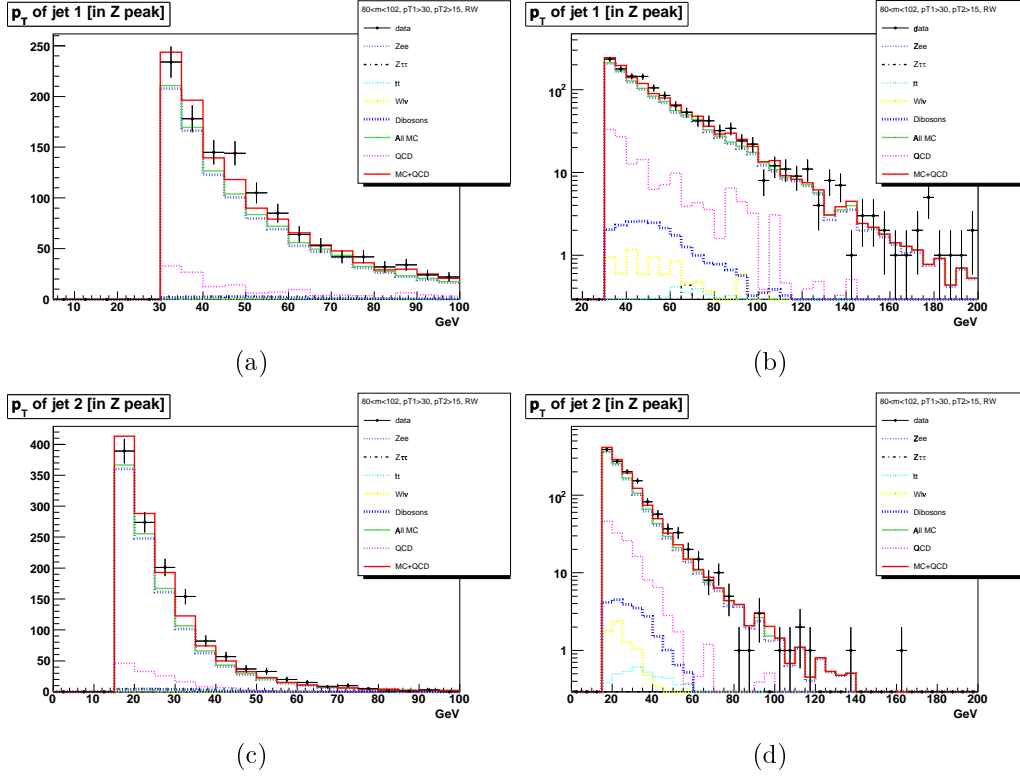 p_T of jet 1 [in Z peak]
80<m<102, pT1>30, pT2>15, RW
data
Zee
Zττ
tt
Wlν
Dibosons
All MC
QCD
MC+QCD
250
200
150
100
50
0
10 20 30 40 50 60 70 80 90 100
GeV
(a)
p_T of jet 1 [in Z peak]
80<m<102, pT1>30, pT2>15, RW
data
Zee
Zττ
tt
Wlν
Dibosons
All MC
QCD
MC+QCD
10²
10
1
20 40 60 80 100 120 140 160 180 200
GeV
(b)
p_T of jet 2 [in Z peak]
80<m<102, pT1>30, pT2>15, RW
data
Zee
Zττ
tt
Wlν
Dibosons
All MC
QCD
MC+QCD
400
350
300
250
200
150
100
50
0
0 10 20 30 40 50 60 70 80 90 100
GeV
(c)
p_T of jet 2 [in Z peak]
80<m<102, pT1>30, pT2>15, RW
data
Zee
Zττ
tt
Wlν
Dibosons
All MC
QCD
MC+QCD
10²
10
1
0 20 40 60 80 100 120 140 160 180 200
GeV
(d)